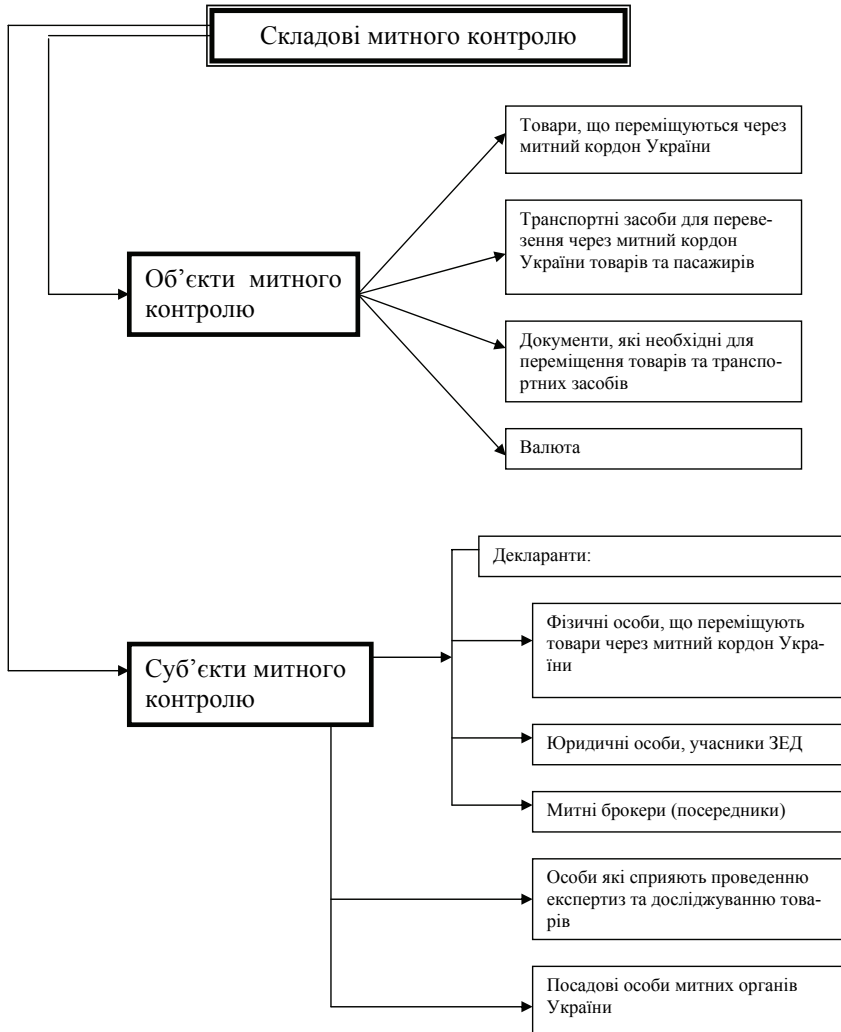 Складові митного контролю
Товари, що переміщуються через
митний кордон України
Транспортні засоби для переве-
зення через митний кордон
України товарів та пасажирів
Об’єкти митного
контролю
Документи, які необхідні для
переміщення товарів та транспо-
ртних засобів
Валюта
Декларанти:
Фізичні особи, що переміщують
товари через митний кордон Укра-
їни
Суб’єкти митного
контролю
Юридичні особи, учасники ЗЕД
Митні брокери (посередники)
Особи які сприяють проведенню
експертиз та досліджуванню това-
рів
Посадові особи митних органів
України